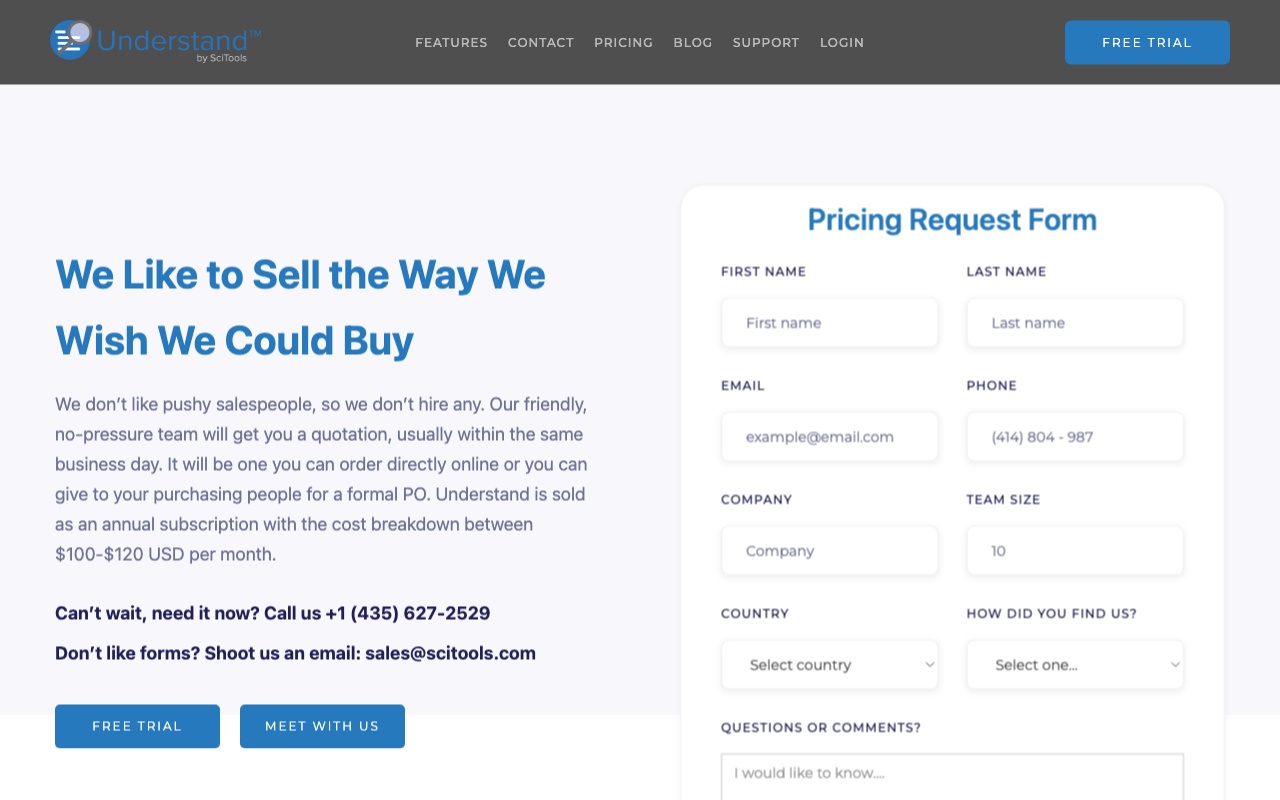 Understand™
by SciTools
FEATURES CONTACT PRICING BLOG SUPPORT LOGIN
FREE TRIAL
We Like to Sell the Way We
Wish We Could Buy
We don’t like pushy salespeople, so we don’t hire any. Our friendly,
no-pressure team will get you a quotation, usually within the same
business day. It will be one you can order directly online or you can
give to your purchasing people for a formal PO. Understand is sold
as an annual subscription with the cost breakdown between
$100-$120 USD per month.
Can’t wait, need it now? Call us +1 (435) 627-2529
Don’t like forms? Shoot us an email: sales@scitools.com
FREE TRIAL MEET WITH US
Pricing Request Form
FIRST NAME LAST NAME
First name Last name
EMAIL PHONE
example@email.com (414) 804 - 987
COMPANY TEAM SIZE
Company 10
COUNTRY HOW DID YOU FIND US?
Select country Select one...
QUESTIONS OR COMMENTS?
I would like to know....